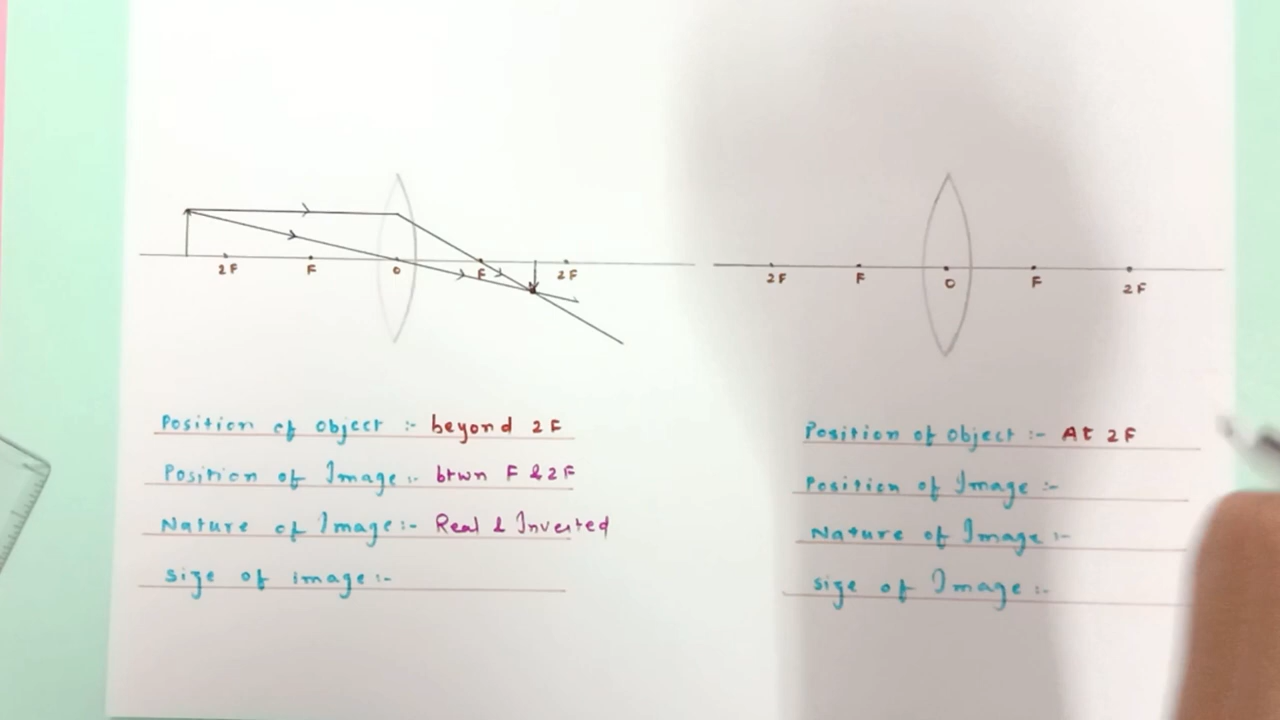 2F F O F 2F
2F F O F 2F
Position of object :- beyond 2F
Position of Image :- btwn F & 2F
Nature of Image :- Real & Inverted
size of image :-
Position of Object :- At 2F
Position of Image :-
Nature of Image :-
size of Image :-